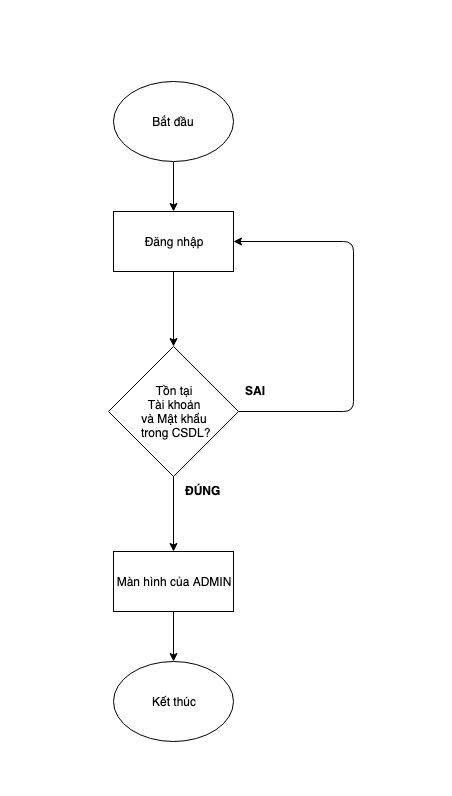 Bắt đầu
Đăng nhập
Tồn tại
Tài khoản
và Mật khẩu
trong CSDL?
SAI
ĐÚNG
Màn hình của ADMIN
Kết thúc